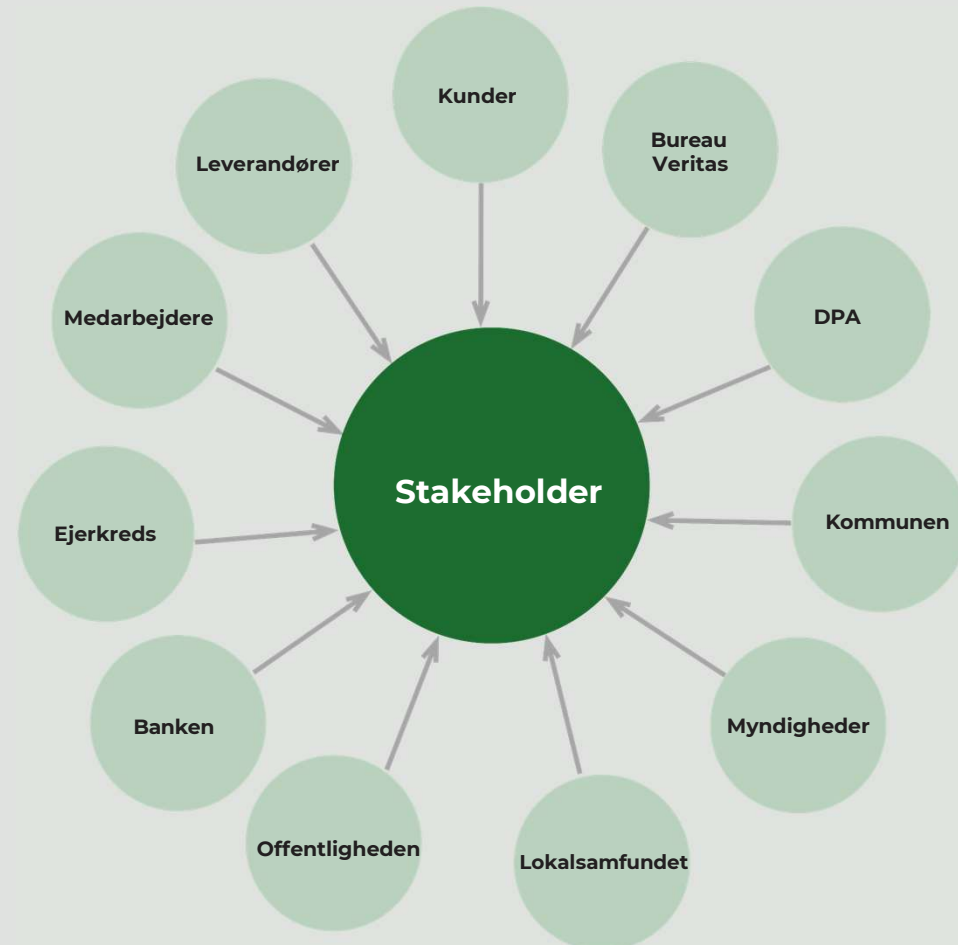 Kunder
Bureau
Veritas
Leverandører
DPA
Medarbejdere
Stakeholder
Kommunen
Ejerkreds
Myndigheder
Banken
Offentligheden
Lokalsamfundet